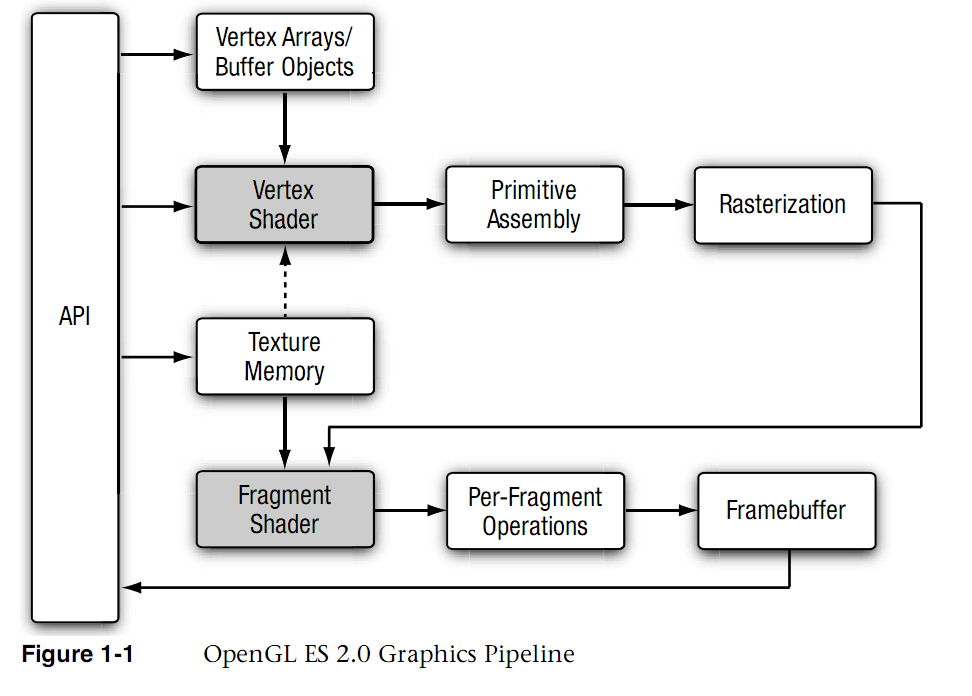 Vertex Arrays/
Buffer Objects
Vertex
Shader
Primitive
Assembly
Rasterization
API
Texture
Memory
Fragment
Shader
Per-Fragment
Operations
Framebuffer
Figure 1-1 OpenGL ES 2.0 Graphics Pipeline